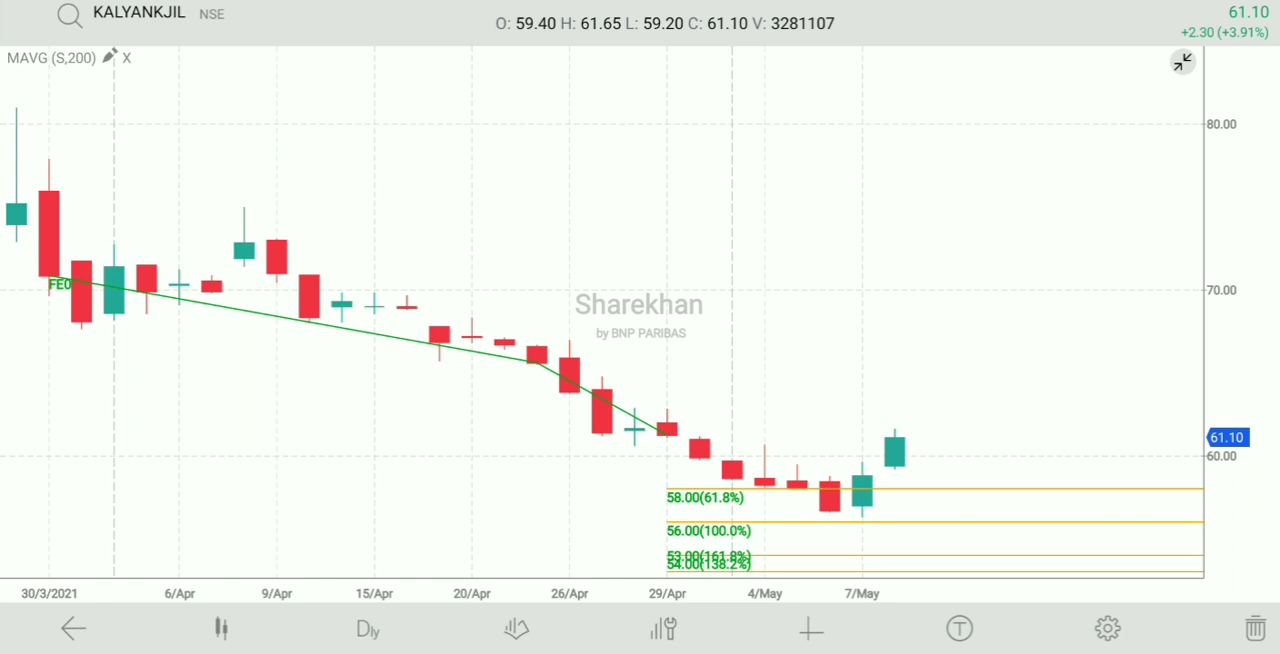 KALYANKJIL NSE
O: 59.40 H: 61.65 L: 59.20 C: 61.10 V: 3281107
61.10
+2.30 (+3.91%)
MAVG (S,200) X
80.00
FE0
70.00
Sharekhan
by BNP PARIBAS
61.10
60.00
58.00(61.8%)
56.00(100.0%)
53.00(161.8%)
54.00(138.2%)
30/3/2021 6/Apr 9/Apr 15/Apr 20/Apr 26/Apr 29/Apr 4/May 7/May
Dly
T